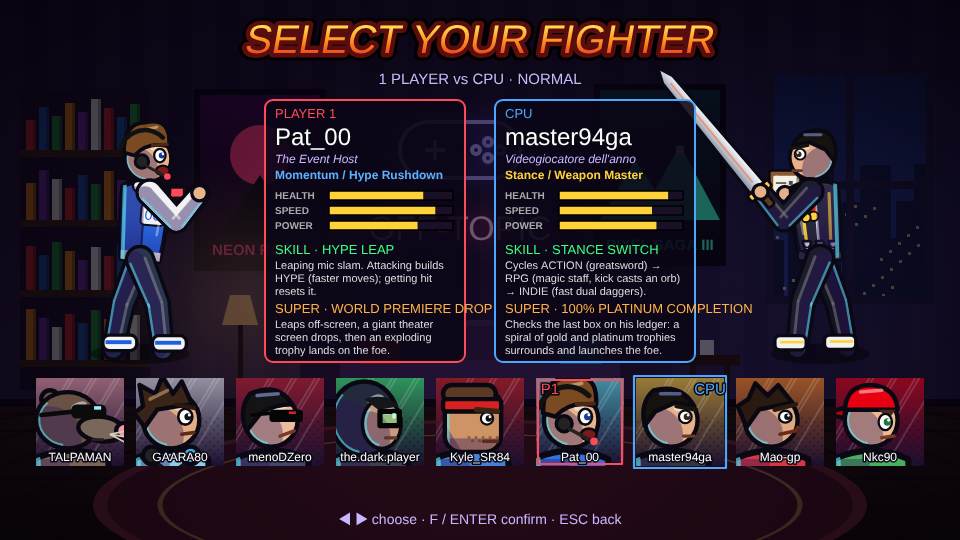 SELECT YOUR FIGHTER
1 PLAYER vs CPU · NORMAL
PLAYER 1
Pat_00
The Event Host
Momentum / Hype Rushdown
HEALTH
SPEED
POWER
SKILL · HYPE LEAP
Leaping mic slam. Attacking builds
HYPE (faster moves); getting hit
resets it.
SUPER · WORLD PREMIERE DROP
Leaps off-screen, a giant theater
screen drops, then an exploding
trophy lands on the foe.
CPU
master94ga
Videogiocatore dell'anno
Stance / Weapon Master
HEALTH
SPEED
POWER
SKILL · STANCE SWITCH
Cycles ACTION (greatsword) →
RPG (magic staff, kick casts an orb)
→ INDIE (fast dual daggers).
SUPER · 100% PLATINUM COMPLETION
Checks the last box on his ledger: a
spiral of gold and platinum trophies
surrounds and launches the foe.
P1
CPU
TALPAMAN
GAARA80
menoDZero
the.dark.player
Kyle_SR84
Pat_00
master94ga
Mao-gp
Nkc90
◀ ▶ choose · F / ENTER confirm · ESC back